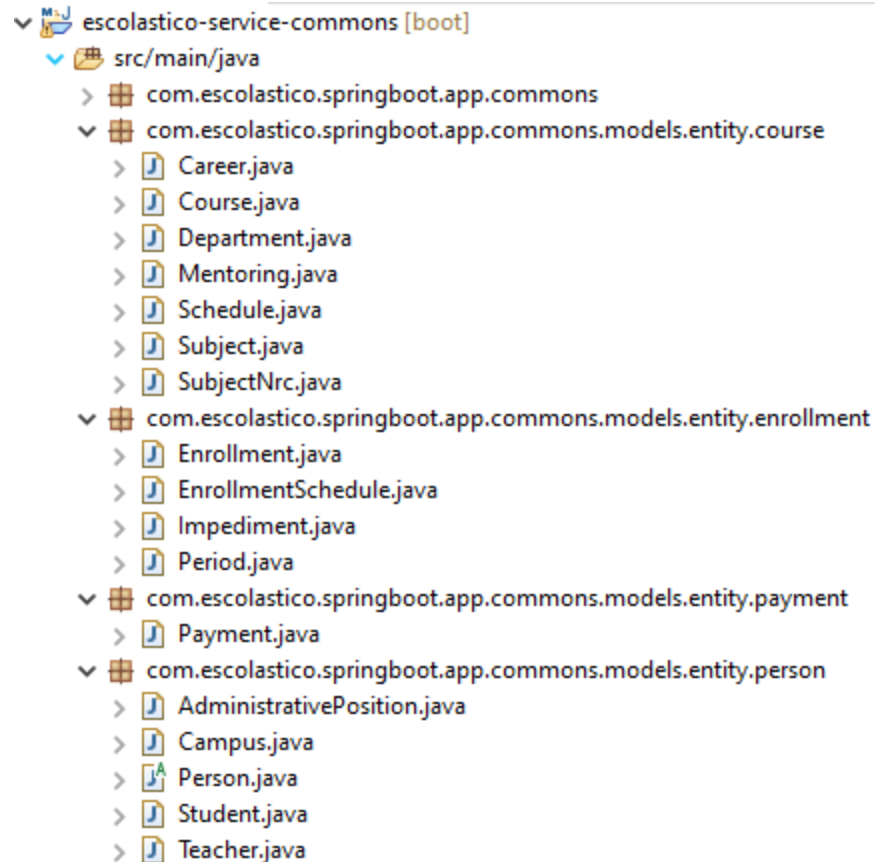 escolastico-service-commons [boot]
src/main/java
com.escolastico.springboot.app.commons
com.escolastico.springboot.app.commons.models.entity.course
Career.java
Course.java
Department.java
Mentoring.java
Schedule.java
Subject.java
SubjectNrc.java
com.escolastico.springboot.app.commons.models.entity.enrollment
Enrollment.java
EnrollmentSchedule.java
Impediment.java
Period.java
com.escolastico.springboot.app.commons.models.entity.payment
Payment.java
com.escolastico.springboot.app.commons.models.entity.person
AdministrativePosition.java
Campus.java
Person.java
Student.java
Teacher.java